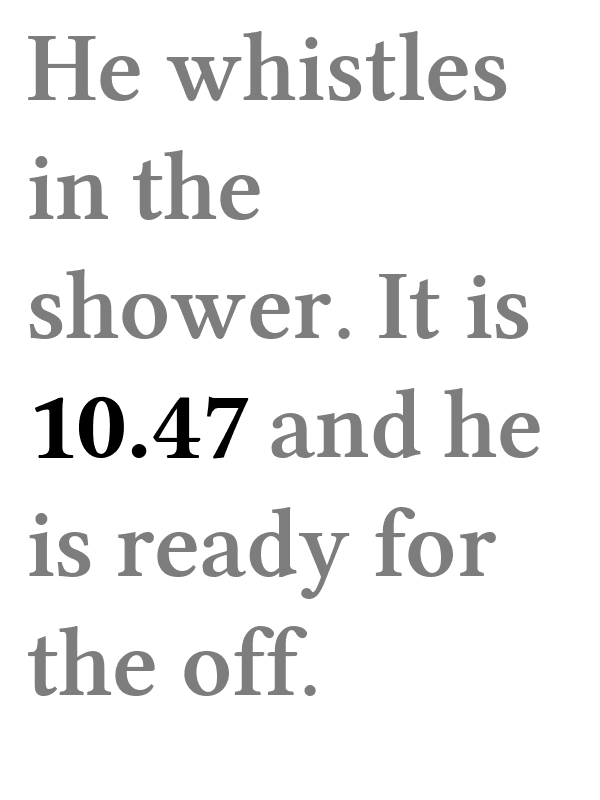 He whistles
in the
shower. It is
10.47 and he
is ready for
the off.